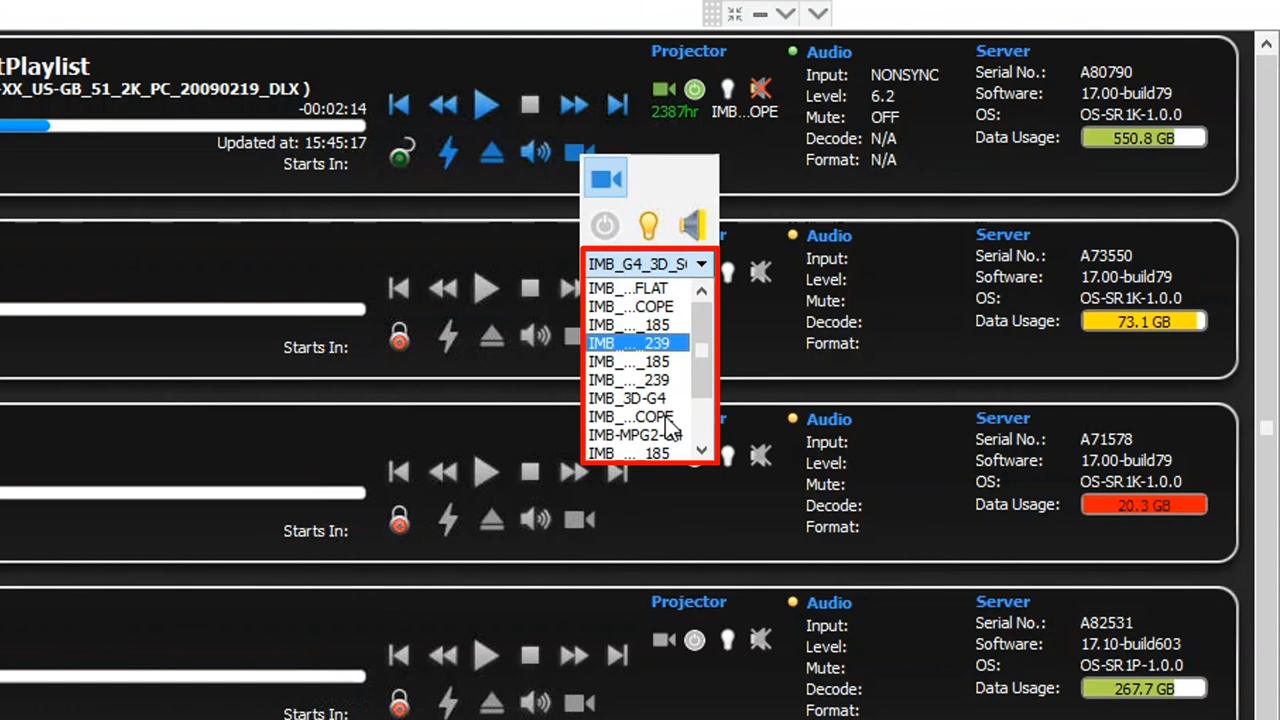 tPlaylist
-XX_US-GB_51_2K_PC_20090219_DLX )
-00:02:14
Updated at: 15:45:17
Starts In:
Projector
2387hr
IMB...OPE
Audio
Input: NONSYNC
Level: 6.2
Mute: OFF
Decode: N/A
Format: N/A
Server
Serial No.: A80790
Software: 17.00-build79
OS: OS-SR1K-1.0.0
Data Usage: 550.8 GB
IMB_G4_3D_S
IMB_...FLAT
IMB_...COPE
IMB_..._185
IMB_..._239
IMB_..._185
IMB_..._239
IMB_3D-G4
IMB_...COPE
IMB-MPG2-G4
IMB_..._185
Starts In:
r
Audio
Input:
Level:
Mute:
Decode:
Format:
Server
Serial No.: A73550
Software: 17.00-build79
OS: OS-SR1K-1.0.0
Data Usage: 73.1 GB
Starts In:
r
Audio
Input:
Level:
Mute:
Decode:
Format:
Server
Serial No.: A71578
Software: 17.00-build79
OS: OS-SR1K-1.0.0
Data Usage: 20.3 GB
Starts In:
Projector
Audio
Input:
Level:
Mute:
Decode:
Format:
Server
Serial No.: A82531
Software: 17.10-build603
OS: OS-SR1P-1.0.0
Data Usage: 267.7 GB